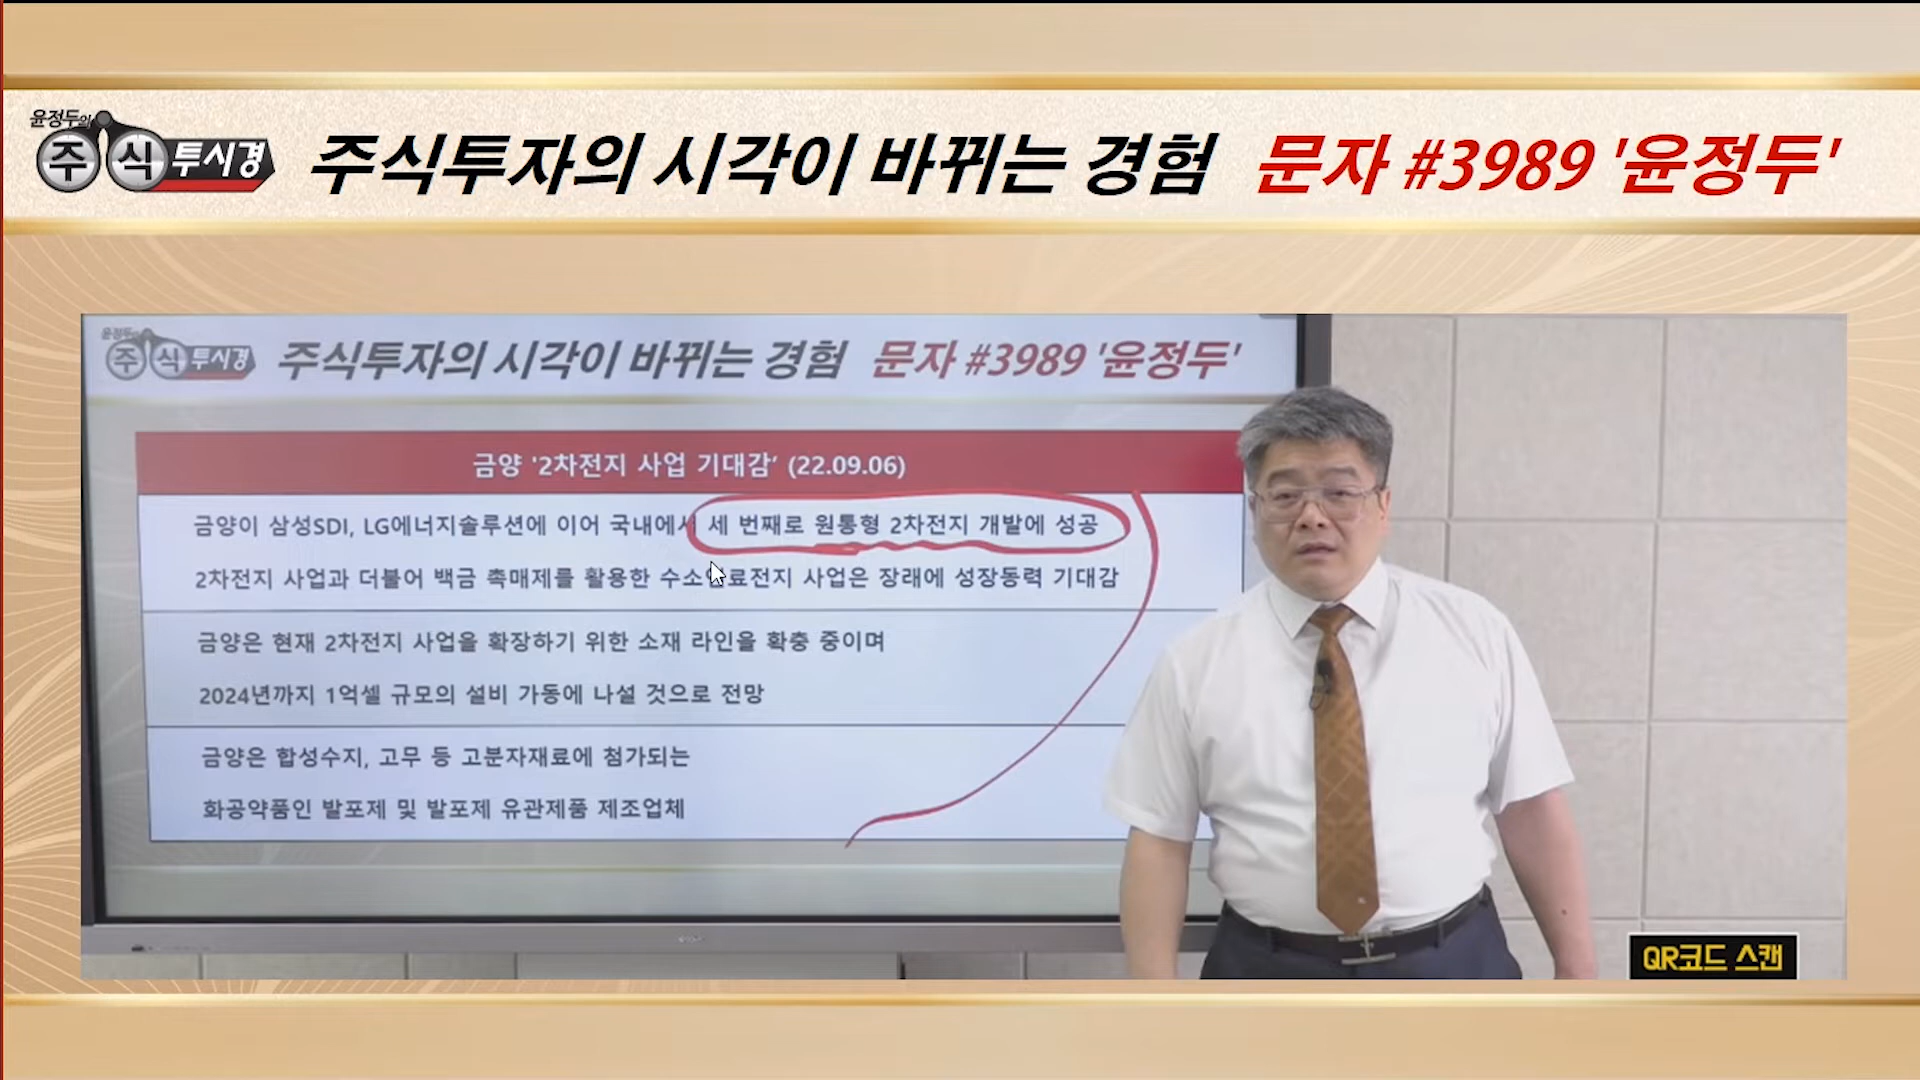 윤정두의
주식투시경
주식투자의 시각이 바뀌는 경험 문자 #3989 '윤정두'
윤정두의
주식투시경
주식투자의 시각이 바뀌는 경험 문자 #3989 '윤정두'
금양 '2차전지 사업 기대감' (22.09.06)
금양이 삼성SDI, LG에너지솔루션에 이어 국내에서 세 번째로 원통형 2차전지 개발에 성공
2차전지 사업과 더불어 백금 촉매제를 활용한 수소연료전지 사업은 장래에 성장동력 기대감
금양은 현재 2차전지 사업을 확장하기 위한 소재 라인을 확충 중이며
2024년까지 1억셀 규모의 설비 가동에 나설 것으로 전망
금양은 합성수지, 고무 등 고분자재료에 첨가되는
화공약품인 발포제 및 발포제 유관제품 제조업체
QR코드 스캔